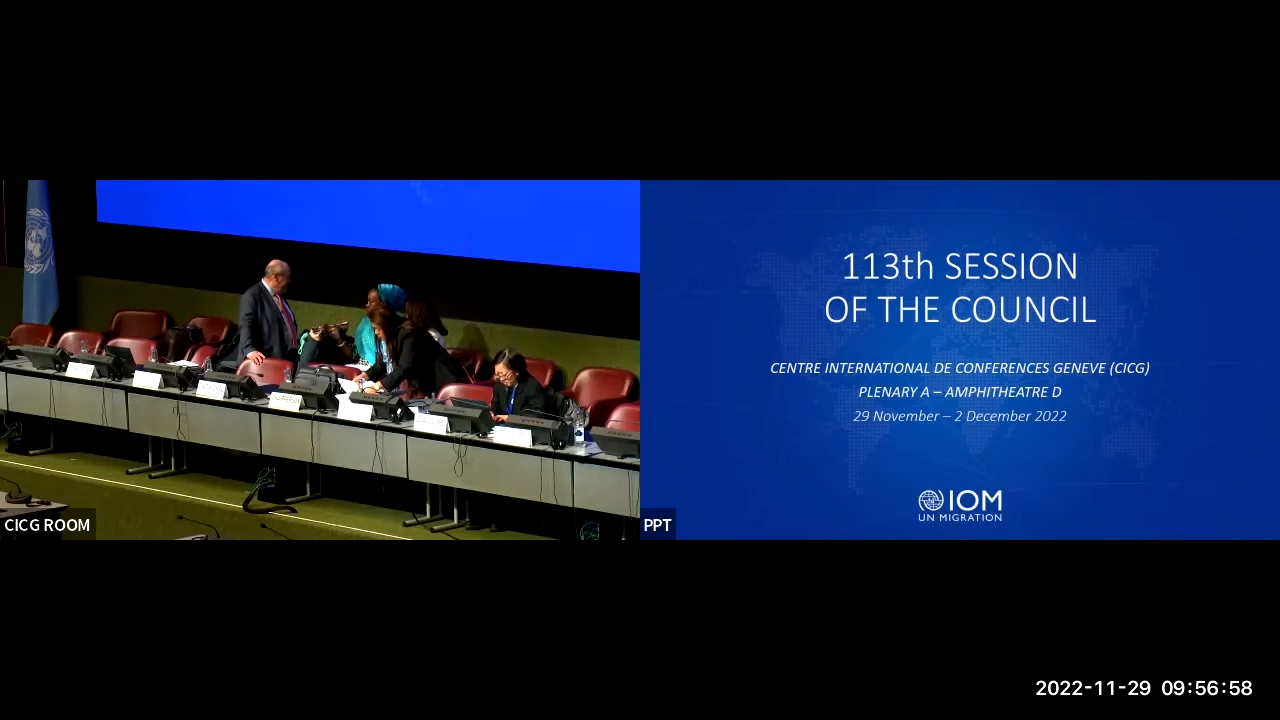 113th SESSION
OF THE COUNCIL
CENTRE INTERNATIONAL DE CONFERENCES GENEVE (CICG)
PLENARY A – AMPHITHEATRE D
29 November – 2 December 2022
IOM
UN MIGRATION
CICG ROOM
PPT
2022-11-29 09:56:58